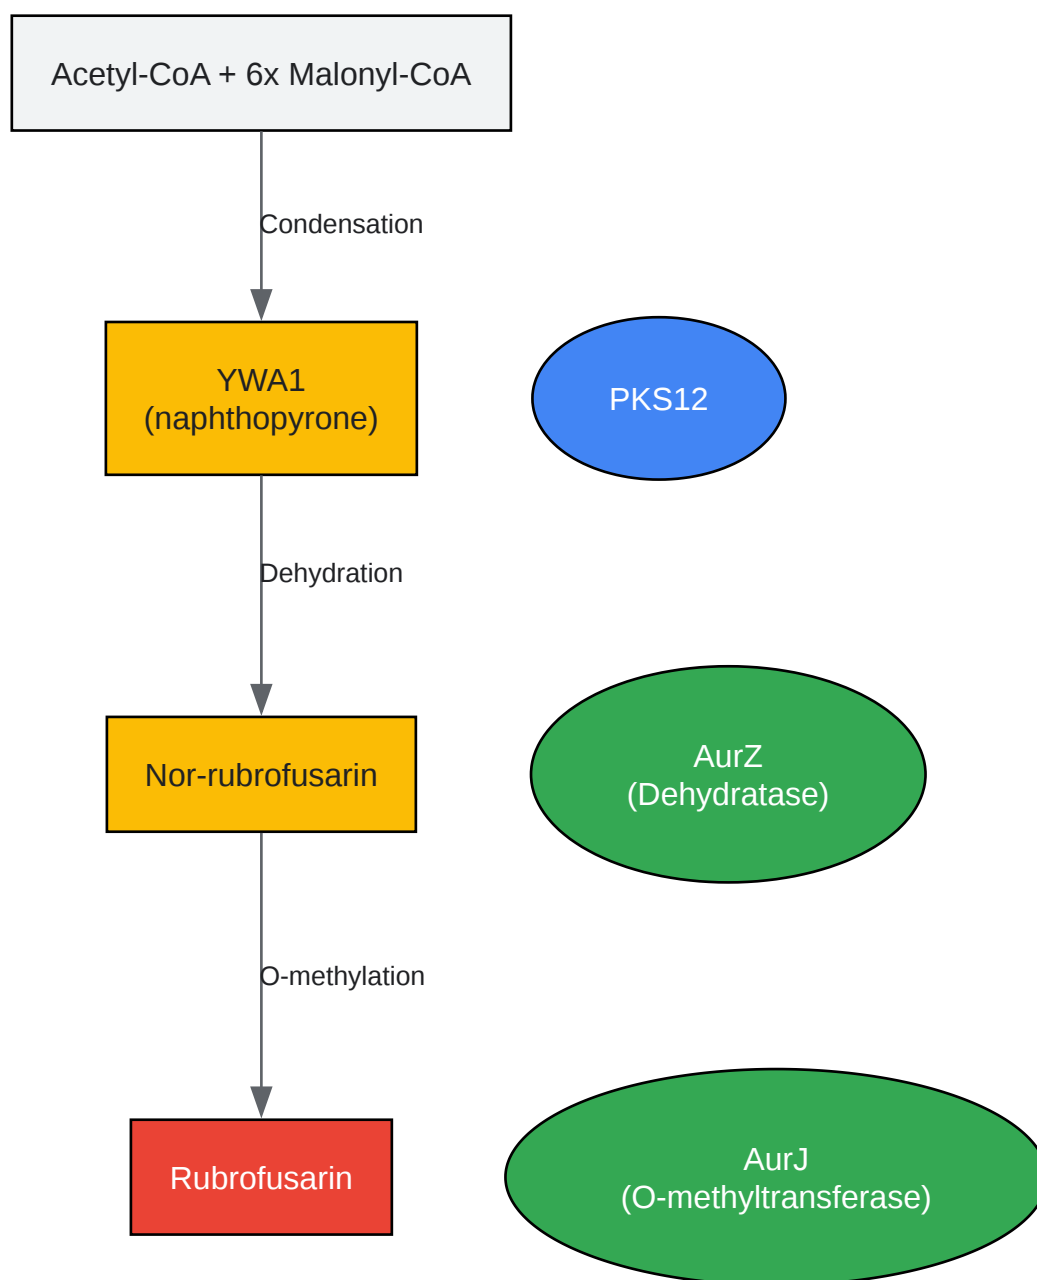 Acetyl-CoA + 6x Malonyl-CoA
Condensation
YWA1
(naphthopyrone)
PKS12
Dehydration
Nor-rubrofusarin
AurZ
(Dehydratase)
O-methylation
Rubrofusarin
AurJ
(O-methyltransferase)